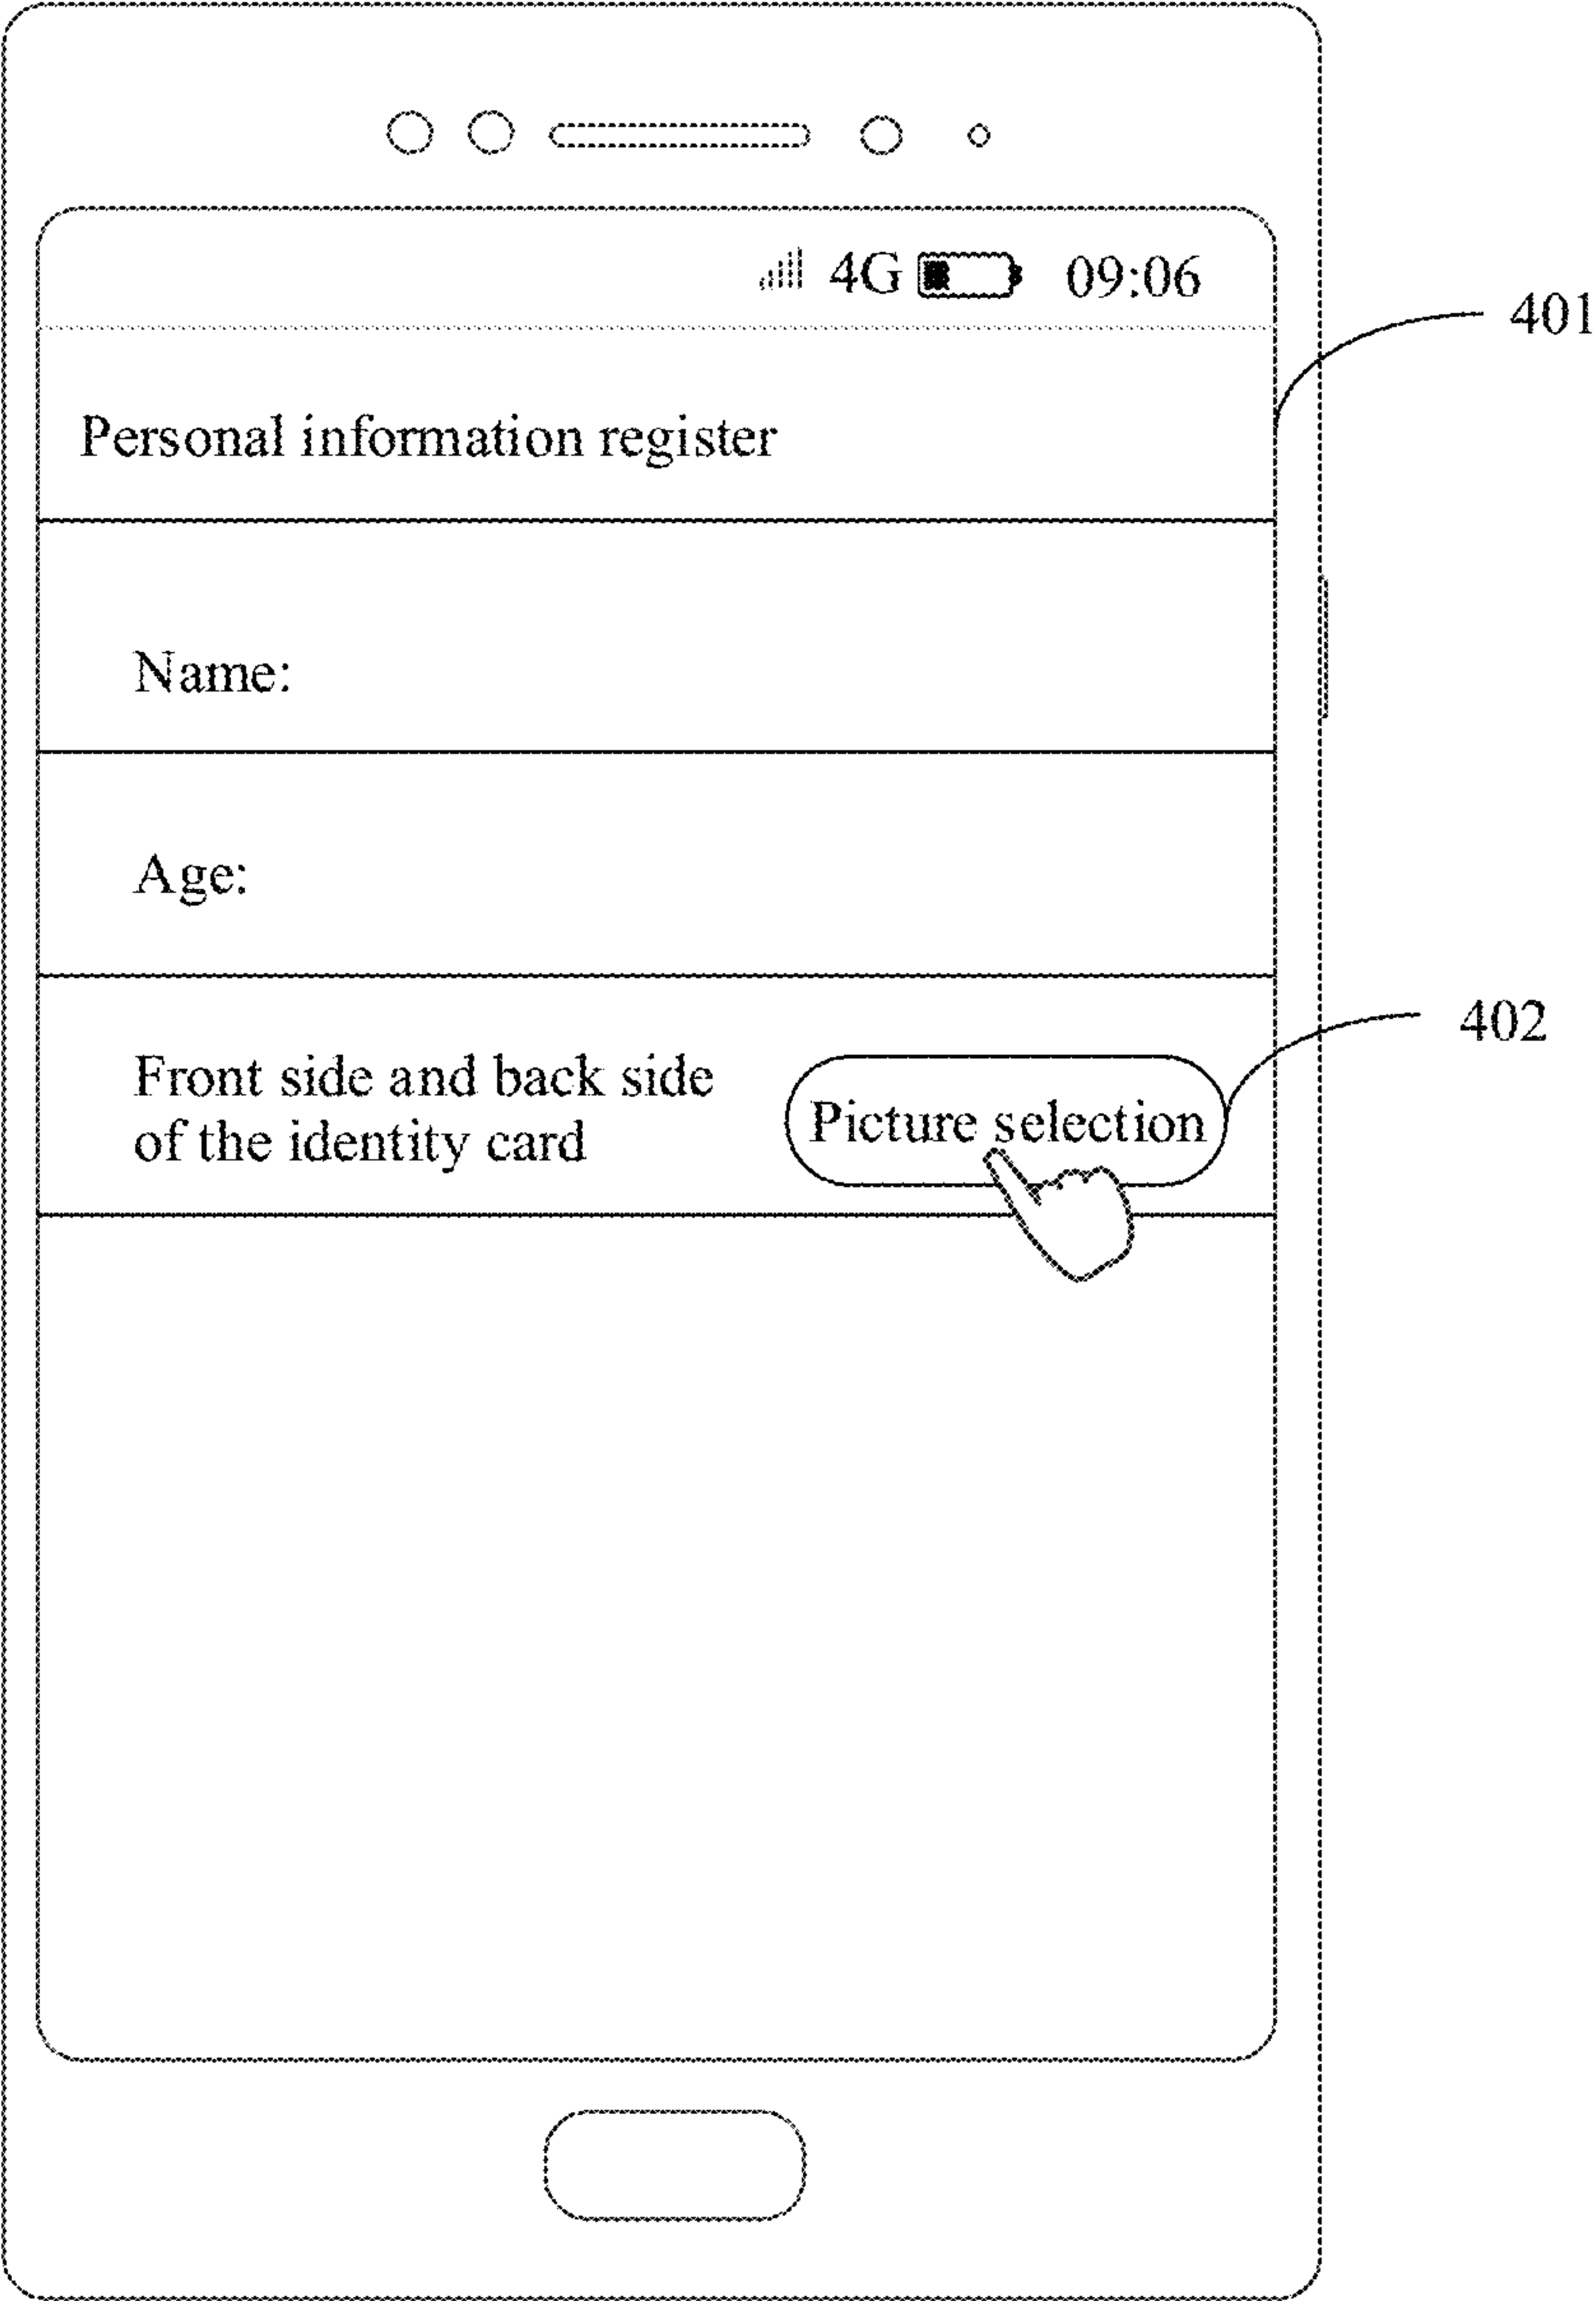 4G 09:06
401
Personal information register
Name:
Age:
402
Front side and back side
of the identity card
Picture selection